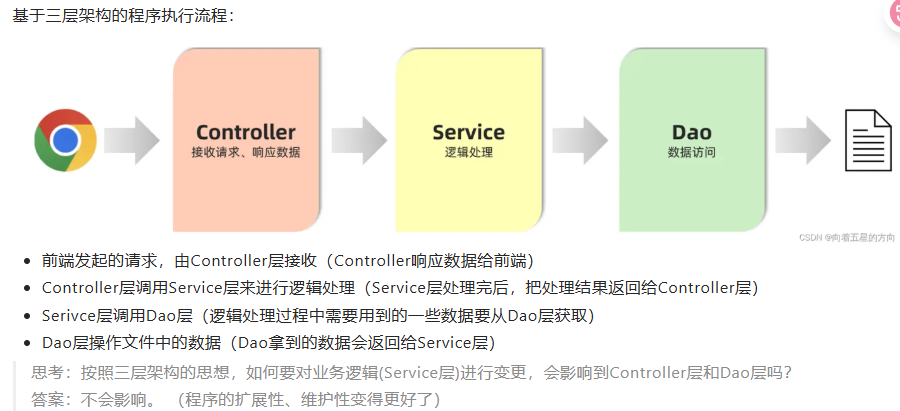 基于三层架构的程序执行流程：
Controller
接收请求、响应数据
Service
逻辑处理
Dao
数据访问
CSDN @向着五星的方向
前端发起的请求，由Controller层接收（Controller响应数据给前端）
Controller层调用Service层来进行逻辑处理（Service层处理完后，把处理结果返回给Controller层）
Serivce层调用Dao层（逻辑处理过程中需要用到的一些数据要从Dao层获取）
Dao层操作文件中的数据（Dao拿到的数据会返回给Service层）
思考：按照三层架构的思想，如何要对业务逻辑(Service层)进行变更，会影响到Controller层和Dao层吗？
答案：不会影响。 （程序的扩展性、维护性变得更好了）